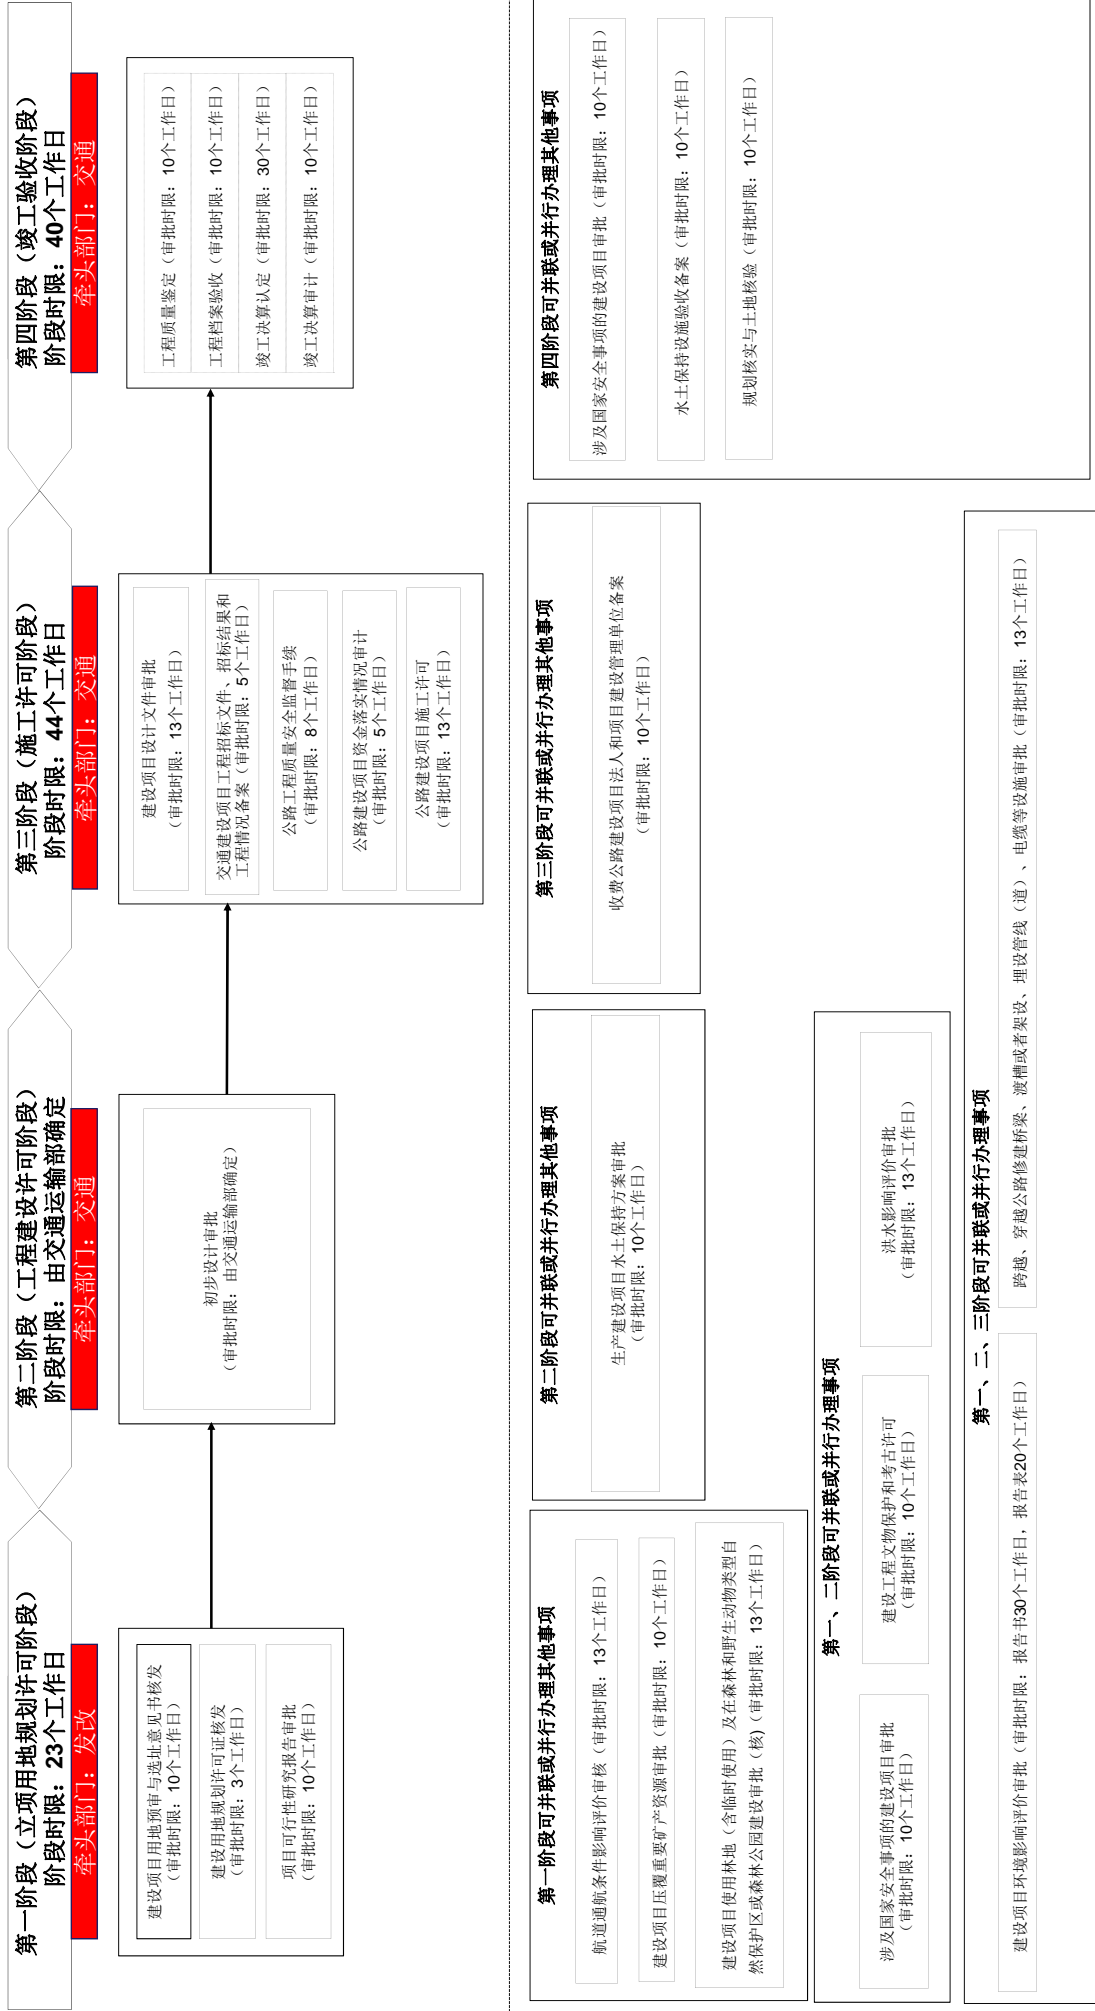 第一阶段（立项用地规划许可阶段）
阶段时限：23个工作日
牵头部门：发改
第二阶段（工程建设许可阶段）
阶段时限：由交通运输部确定
牵头部门：交通
第三阶段（施工许可阶段）
阶段时限：44个工作日
牵头部门：交通
第四阶段（竣工验收阶段）
阶段时限：40个工作日
牵头部门：交通
建设项目用地预审与选址意见书核发
（审批时限：10个工作日）
建设用地规划许可证核发
（审批时限：3个工作日）
项目可行性研究报告审批
（审批时限：10个工作日）
初步设计审批
（审批时限：由交通运输部确定）
建设项目设计文件审批
（审批时限：13个工作日）
交通建设项目工程招标文件、招标结果和
工程情况备案（审批时限：5个工作日）
公路工程质量安全监督手续
（审批时限：8个工作日）
公路建设项目资金落实情况审计
（审批时限：5个工作日）
公路建设项目施工许可
（审批时限：13个工作日）
工程质量鉴定（审批时限：10个工作日）
工程档案验收（审批时限：10个工作日）
竣工决算认定（审批时限：30个工作日）
竣工决算审计（审批时限：10个工作日）
第一阶段可并联或并行办理其他事项
航道通航条件影响评价审核（审批时限：13个工作日）
建设项目压覆重要矿产资源审批（审批时限：10个工作日）
建设项目使用林地（含临时使用）及在森林和野生动物类型自
然保护区或森林公园建设审批（核）（审批时限：13个工作日）
第二阶段可并联或并行办理其他事项
生产建设项目水土保持方案审批
（审批时限：10个工作日）
第三阶段可并联或并行办理其他事项
收费公路建设项目法人和项目建设管理单位备案
（审批时限：10个工作日）
第四阶段可并联或并行办理其他事项
涉及国家安全事项的建设项目审批（审批时限：10个工作日）
水土保持设施验收备案（审批时限：10个工作日）
规划核实与土地核验（审批时限：10个工作日）
第一、二阶段可并联或并行办理事项
涉及国家安全事项的建设项目审批
（审批时限：10个工作日）
建设工程文物保护和考古许可
（审批时限：10个工作日）
洪水影响评价审批
（审批时限：13个工作日）
第一、二、三阶段可并联或并行办理事项
建设项目环境影响评价审批（审批时限：报告书30个工作日，报告表20个工作日）
跨越、穿越公路修建桥梁、渡槽或者架设、埋设管线（道）、电缆等设施审批（审批时限：13个工作日）